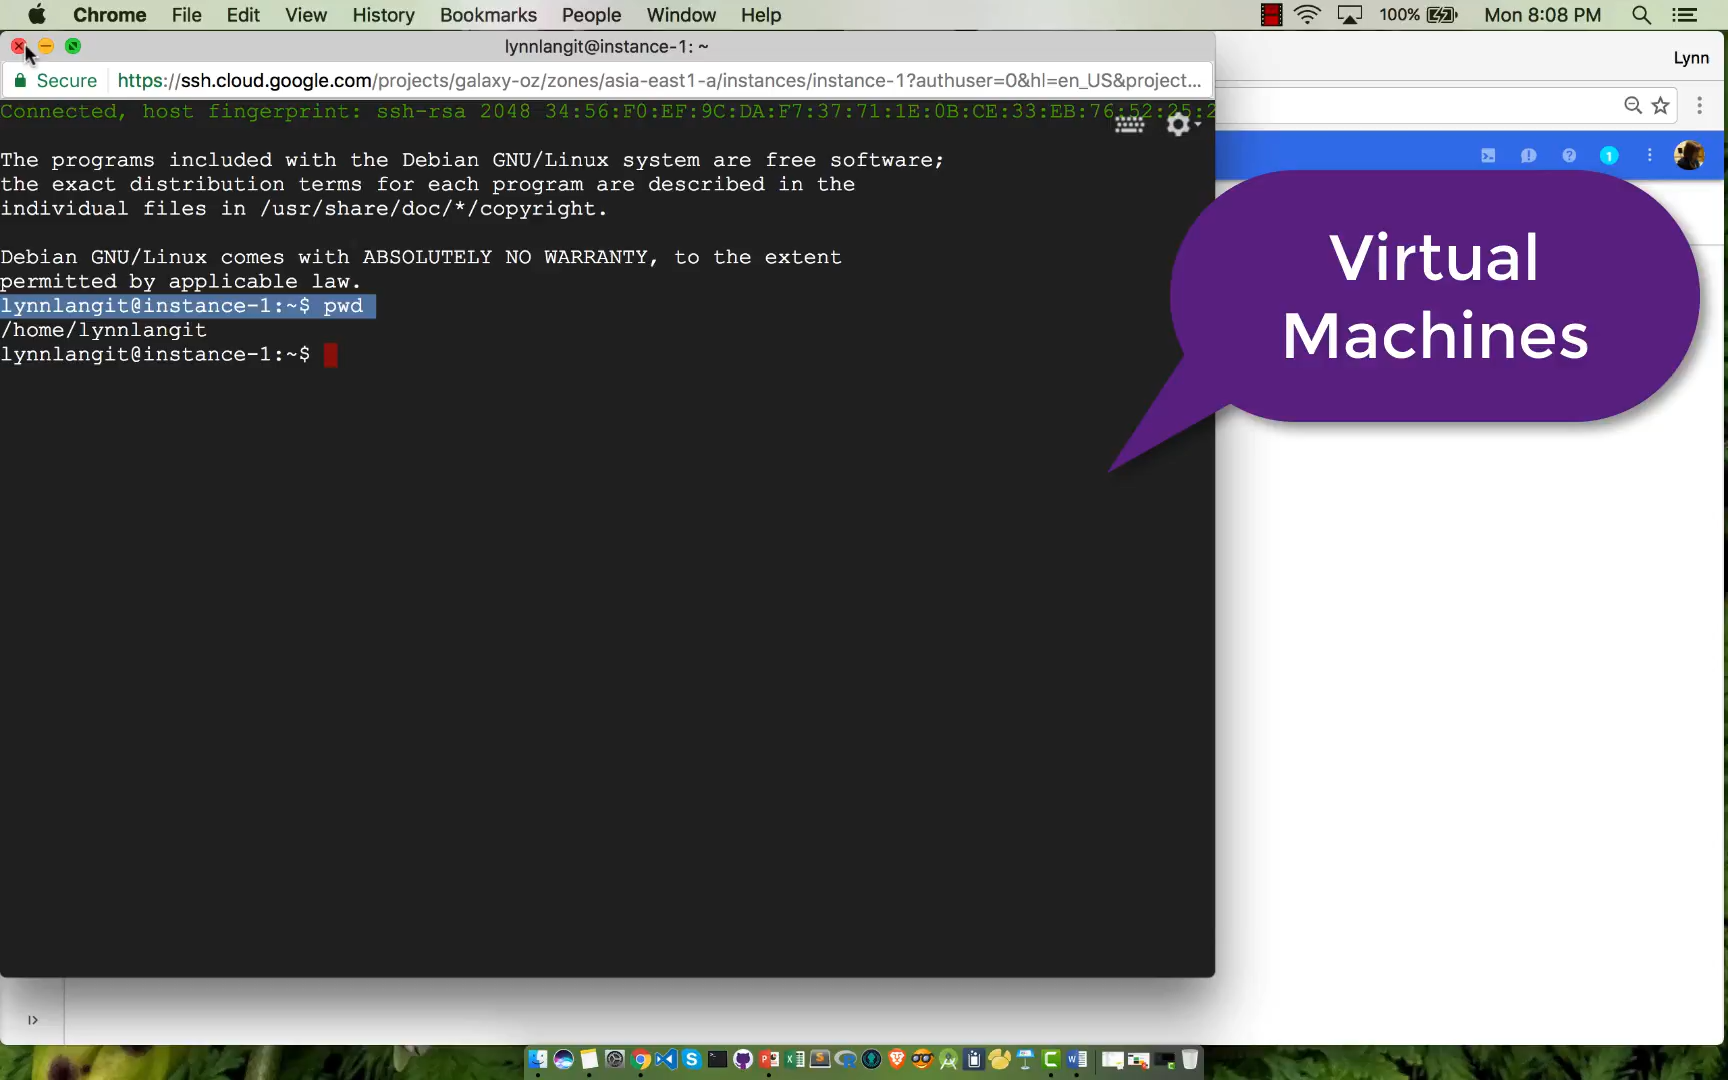 Chrome File Edit View History Bookmarks People Window Help 100% Mon 8:08 PM
lynnlangit@instance-1: ~
Lynn
Secure https://ssh.cloud.google.com/projects/galaxy-oz/zones/asia-east1-a/instances/instance-1?authuser=0&hl=en_US&project...
Connected, host fingerprint: ssh-rsa 2048 34:56:F0:EF:9C:DA:F7:37:71:1E:0B:CE:33:EB:76:52:25:2
The programs included with the Debian GNU/Linux system are free software;
the exact distribution terms for each program are described in the
individual files in /usr/share/doc/*/copyright.
Debian GNU/Linux comes with ABSOLUTELY NO WARRANTY, to the extent
permitted by applicable law.
lynnlangit@instance-1:~$ pwd
/home/lynnlangit
lynnlangit@instance-1:~$
1
Virtual
Machines